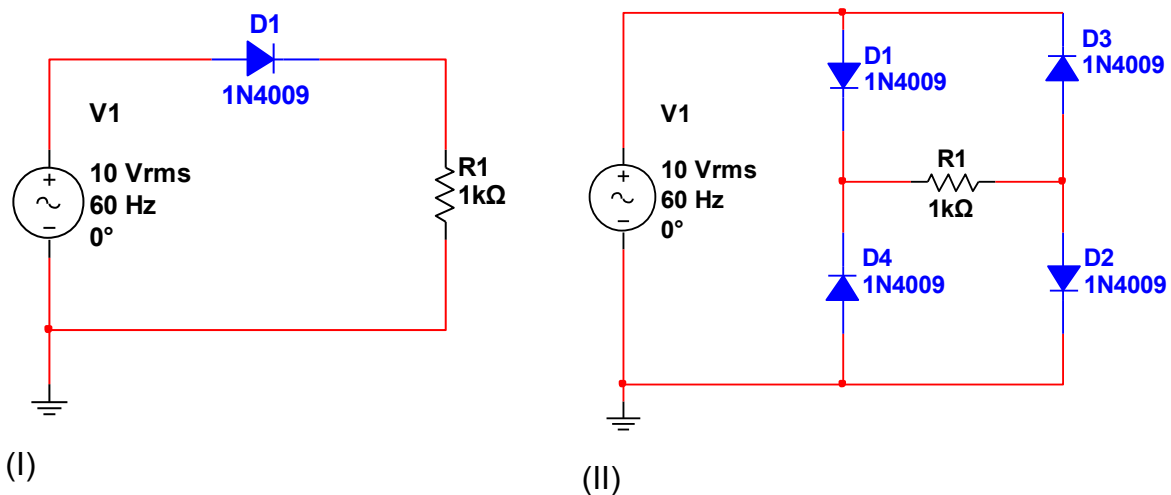 D1
1N4009
V1
10 Vrms
60 Hz
0°
R1
1kΩ
(I)
D1
1N4009
D3
1N4009
V1
10 Vrms
60 Hz
0°
R1
1kΩ
D4
1N4009
D2
1N4009
(II)